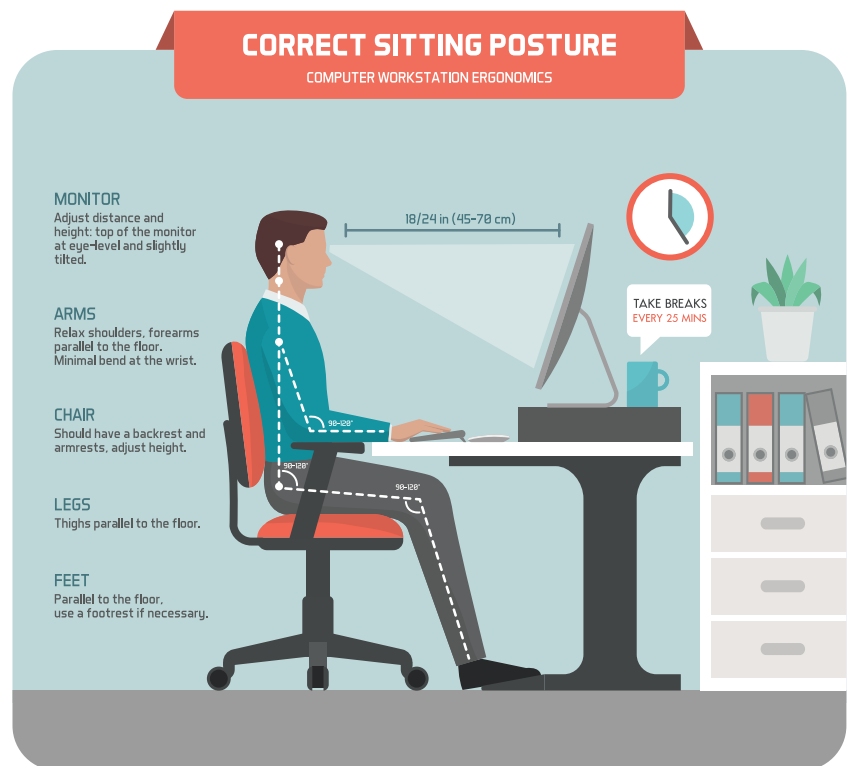 CORRECT SITTING POSTURE
COMPUTER WORKSTATION ERGONOMICS
MONITOR
Adjust distance and
height: top of the monitor
at eye-level and slightly
tilted.
ARMS
Relax shoulders, forearms
parallel to the floor.
Minimal bend at the wrist.
CHAIR
Should have a backrest and
armrests, adjust height.
LEGS
Thighs parallel to the floor.
FEET
Parallel to the floor,
use a footrest if necessary.
18/24 in (45-70 cm)
TAKE BREAKS
EVERY 25 MINS
90-120°
90-120°
90-120°